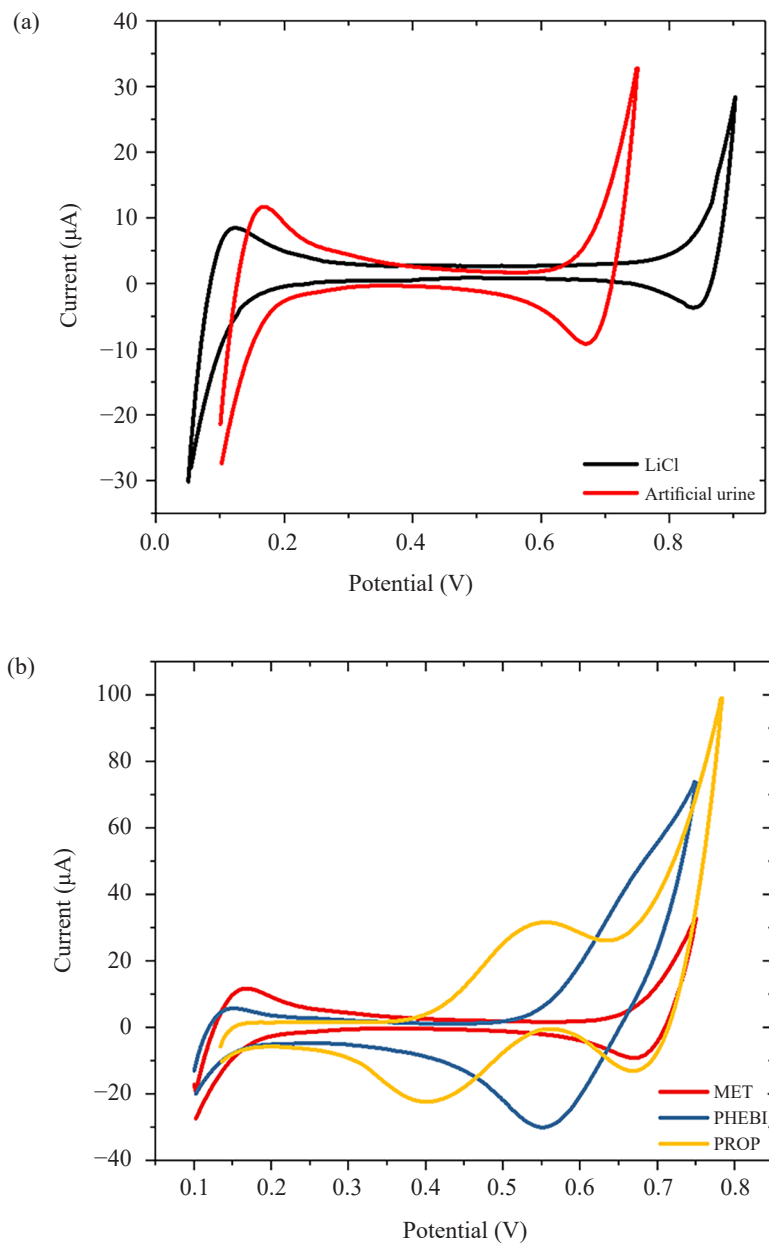 (a)
40
30
20
10
0
−10
−20
−30
Current (µA)
LiCl
Artificial urine
0.0 0.2 0.4 0.6 0.8
Potential (V)
(b)
100
80
60
40
20
0
−20
−40
Current (µA)
MET
PHEBI
PROP
0.1 0.2 0.3 0.4 0.5 0.6 0.7 0.8
Potential (V)